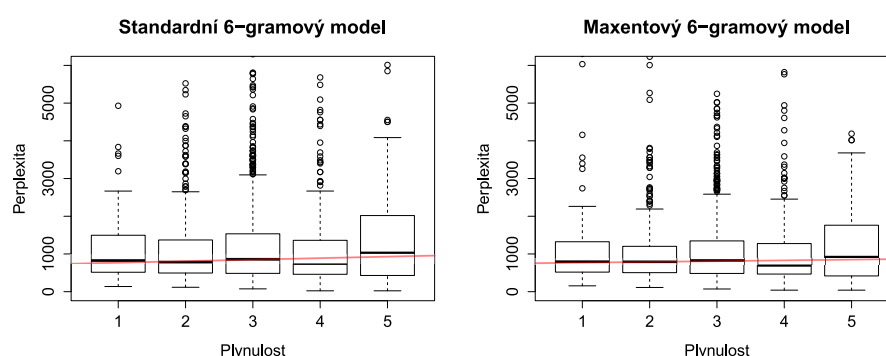 Standardní 6−gramový model
Perplexita
5000
3000
1000
0
1 2 3 4 5
Plynulost
Maxentový 6−gramový model
Perplexita
5000
3000
1000
0
1 2 3 4 5
Plynulost